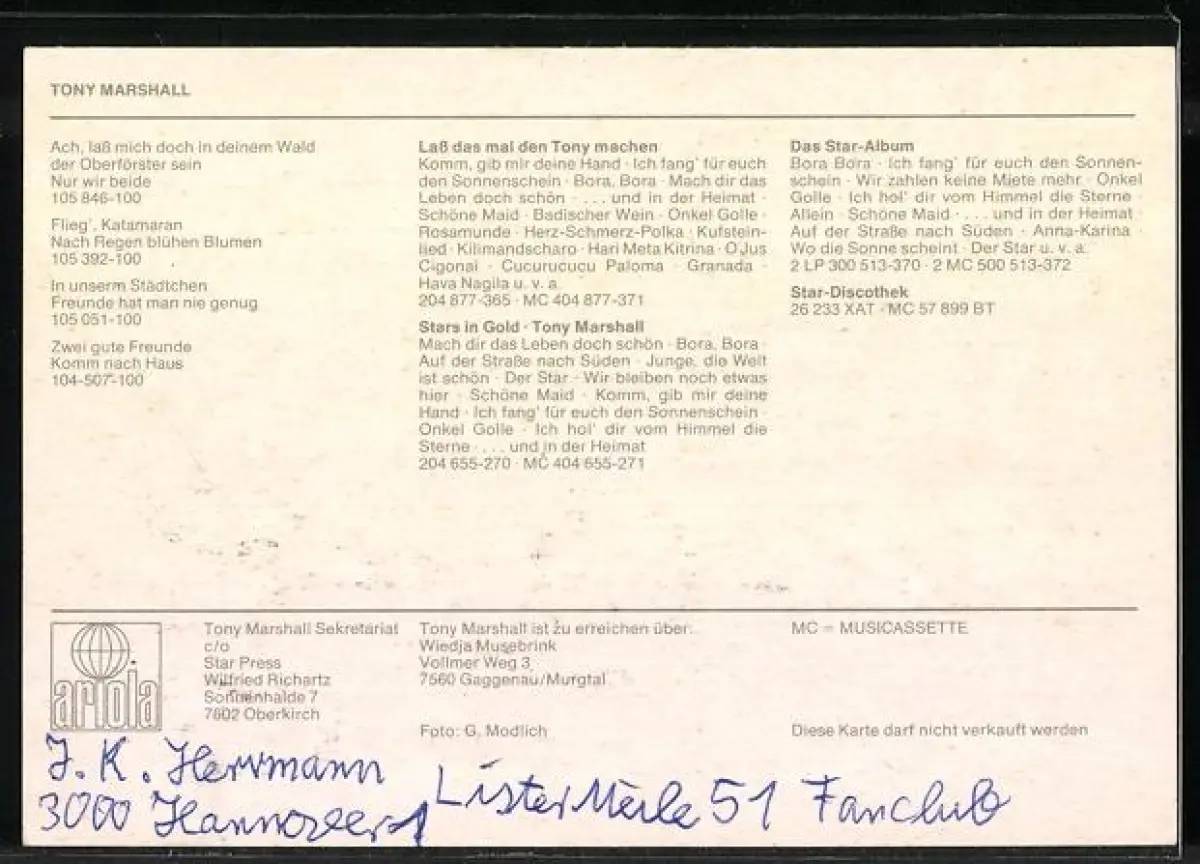 TONY MARSHALL
Ach, laß mich doch in deinem Wald
der Oberförster sein
Nur wir beide
105 846-100
Flieg', Katamaran
Nach Regen blühen Blumen
105 392-100
In unserm Städtchen
Freunde hat man nie genug
105 051-100
Zwei gute Freunde
Komm nach Haus
104-507-100
Laß das mal den Tony machen
Komm, gib mir deine Hand · Ich fang' für euch
den Sonnenschein · Bora, Bora · Mach dir das
Leben doch schön · ... und in der Heimat ·
Schöne Maid · Badischer Wein · Onkel Golle ·
Rosamunde · Herz-Schmerz-Polka · Kufstein-
lied · Kilimandscharo · Hari Meta Kitrina · O'Jus
Cigonai · Cucurucucu Paloma · Granada ·
Hava Nagila u. v. a.
204 877-365 · MC 404 877-371
Stars in Gold · Tony Marshall
Mach dir das Leben doch schön · Bora, Bora ·
Auf der Straße nach Süden · Junge, die Welt
ist schön · Der Star · Wir bleiben noch etwas
hier · Schöne Maid · Komm, gib mir deine
Hand · Ich fang' für euch den Sonnenschein ·
Onkel Golle · Ich hol' dir vom Himmel die
Sterne · ... und in der Heimat
204 655-270 · MC 404 655-271
Das Star-Album
Bora Bora · Ich fang' für euch den Sonnen-
schein · Wir zahlen keine Miete mehr · Onkel
Golle · Ich hol' dir vom Himmel die Sterne ·
Allein · Schöne Maid · ... und in der Heimat ·
Auf der Straße nach Süden · Anna-Karina ·
Wo die Sonne scheint · Der Star u. v. a.
2 LP 300 513-370 · 2 MC 500 513-372
Star-Discothek
26 233 XAT · MC 57 899 BT
ariola
Tony Marshall Sekretariat
c/o
Star Press
Wilfried Richartz
Sonnenhalde 7
7602 Oberkirch
Tony Marshall ist zu erreichen über:
Wiedja Musebrink
Vollmer Weg 3
7560 Gaggenau/Murgtal
Foto: G. Modlich
MC = MUSICASSETTE
Diese Karte darf nicht verkauft werden
J. K. Herrmann
3000 Hannover 1
Lister Meile 51 Fanclub